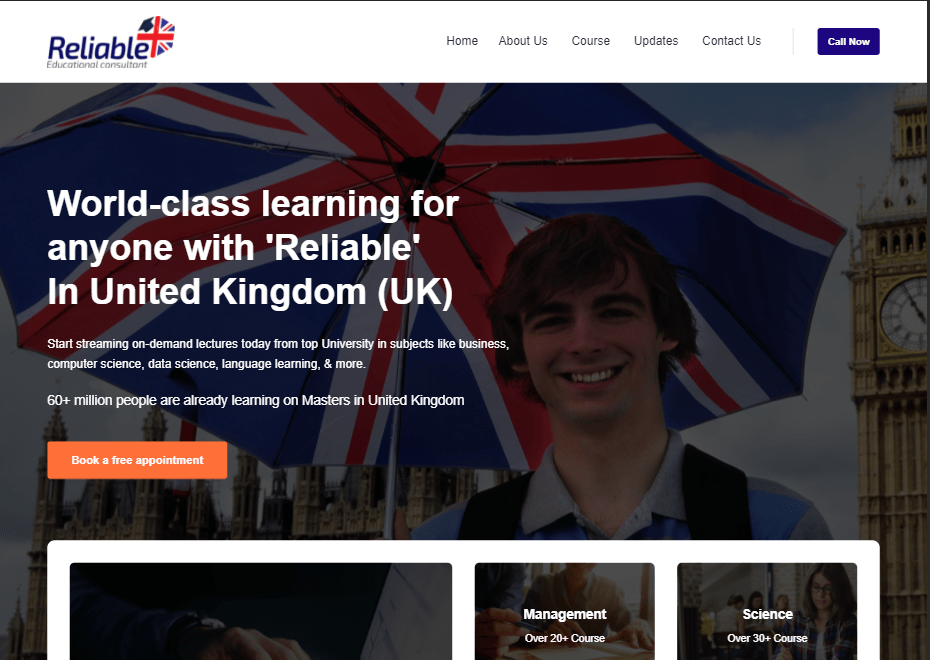 Reliable
Educational consultant
Home About Us Course Updates Contact Us Call Now
World-class learning for
anyone with 'Reliable'
In United Kingdom (UK)
Start streaming on-demand lectures today from top University in subjects like business,
computer science, data science, language learning, & more.
60+ million people are already learning on Masters in United Kingdom
Book a free appointment
Management
Over 20+ Course
Science
Over 30+ Course